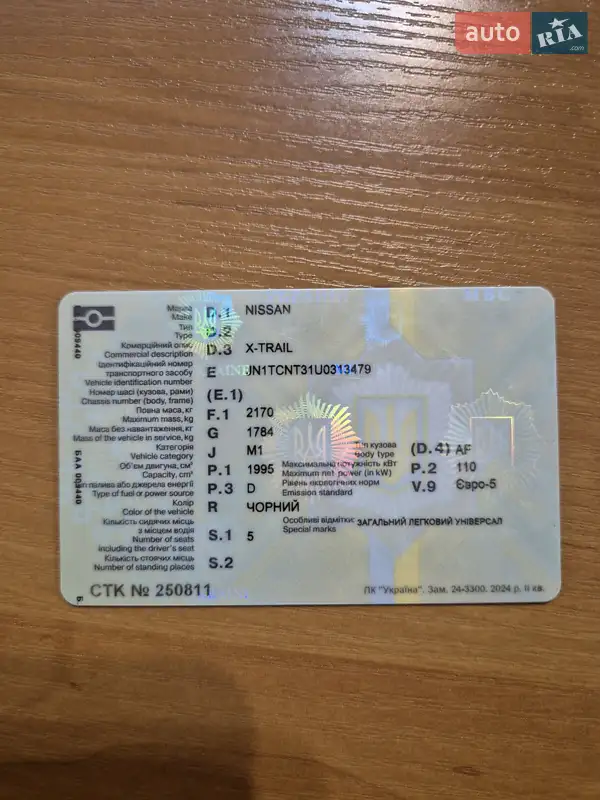 auto RIA .com
Марка
Make D.1 NISSAN
Тип
Type D.2
Комерційний опис
Commercial description D.3 X-TRAIL
Ідентифікаційний номер
транспортного засобу
Vehicle identification number E JN1TCNT31U0313479
Номер шасі (кузова, рами)
Chassis number (body, frame) (E.1)
Повна маса, кг
Maximum mass, kg F.1 2170
Маса без навантаження, кг
Mass of the vehicle in service, kg G 1784
Категорія
Vehicle category J M1
Тип кузова
Body type (D.4) AF
Об'єм двигуна, см³
Capacity, cm³ P.1 1995
Максимальна потужність кВт
Maximum net power (in kW) P.2 110
Тип палива або джерела енергії
Type of fuel or power source P.3 D
Рівень екологічних норм
Emission standard V.9 Євро-5
Колір
Color of the vehicle R ЧОРНИЙ
Кількість сидячих місць
з місцем водія
Number of seats
including the driver's seat S.1 5
Особливі відмітки:
Special marks ЗАГАЛЬНИЙ ЛЕГКОВИЙ УНІВЕРСАЛ
Кількість стоячих місць
Number of standing places S.2
СТК № 250811
ПК "Україна". Зам. 24-3300. 2024 р. ІІ кв.